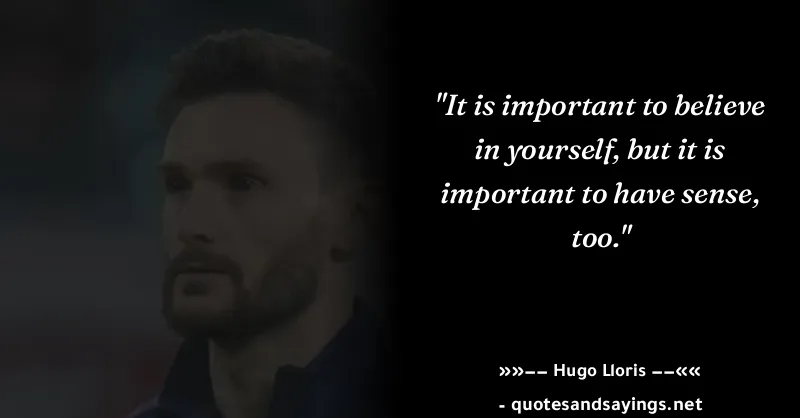 "It is important to believe
in yourself, but it is
important to have sense,
too."
»»–– Hugo Lloris ––««
- quotesandsayings.net